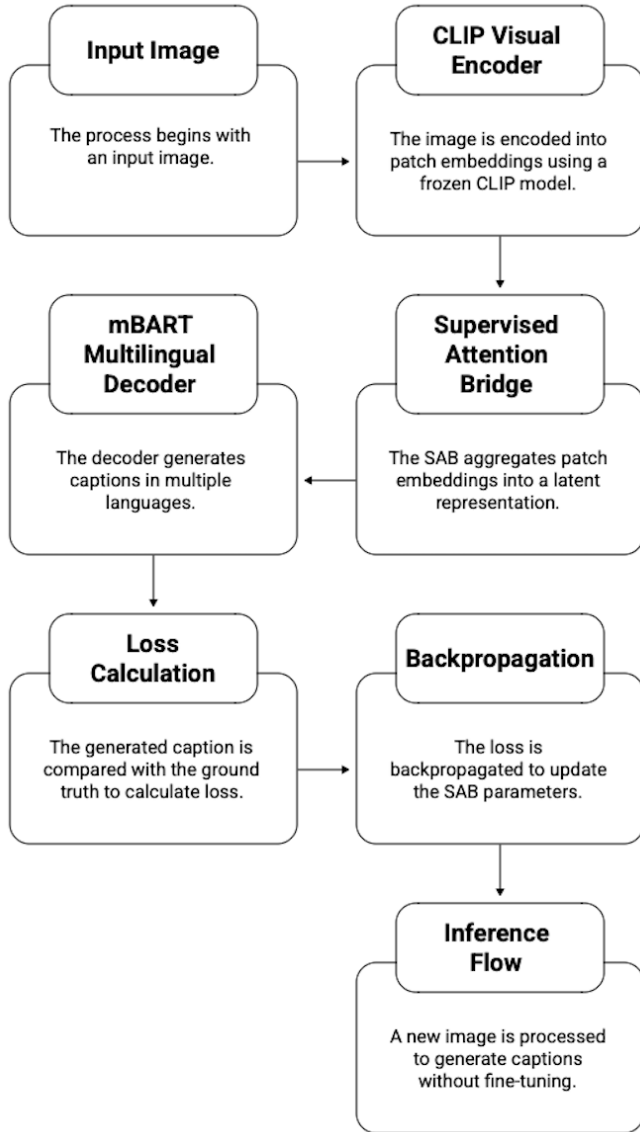 Input Image
The process begins with
an input image.
CLIP Visual
Encoder
The image is encoded into
patch embeddings using a
frozen CLIP model.
Supervised
Attention
Bridge
The SAB aggregates patch
embeddings into a latent
representation.
mBART
Multilingual
Decoder
The decoder generates
captions in multiple
languages.
Loss
Calculation
The generated caption is
compared with the ground
truth to calculate loss.
Backpropagation
The loss is
backpropagated to update
the SAB parameters.
Inference
Flow
A new image is processed
to generate captions
without fine-tuning.